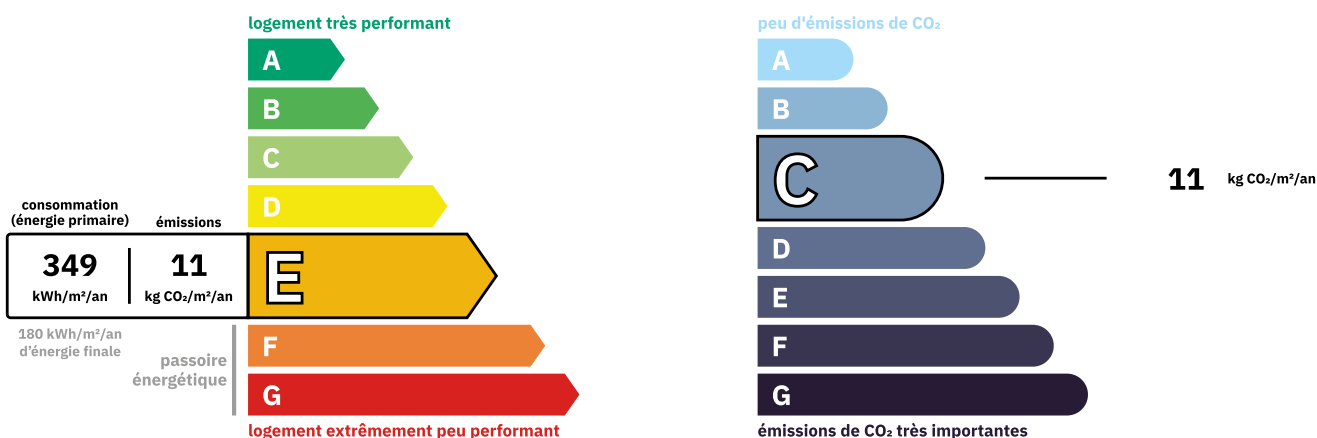 logement très performant
A
B
C
D
consommation
(énergie primaire)
émissions
349
kWh/m²/an
11
kg CO₂/m²/an
E
180 kWh/m²/an
d'énergie finale
passoire
énergétique
F
G
logement extrêmement peu performant
peu d'émissions de CO₂
A
B
C
11 kg CO₂/m²/an
D
E
F
G
émissions de CO₂ très importantes